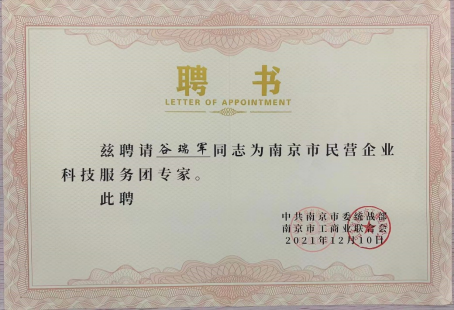 聘 书
LETTER OF APPOINTMENT
兹聘请谷瑞军同志为南京市民营企业
科技服务团专家。
此聘
中共南京市委统战部
南京市工商业联合会
2021年12月10日